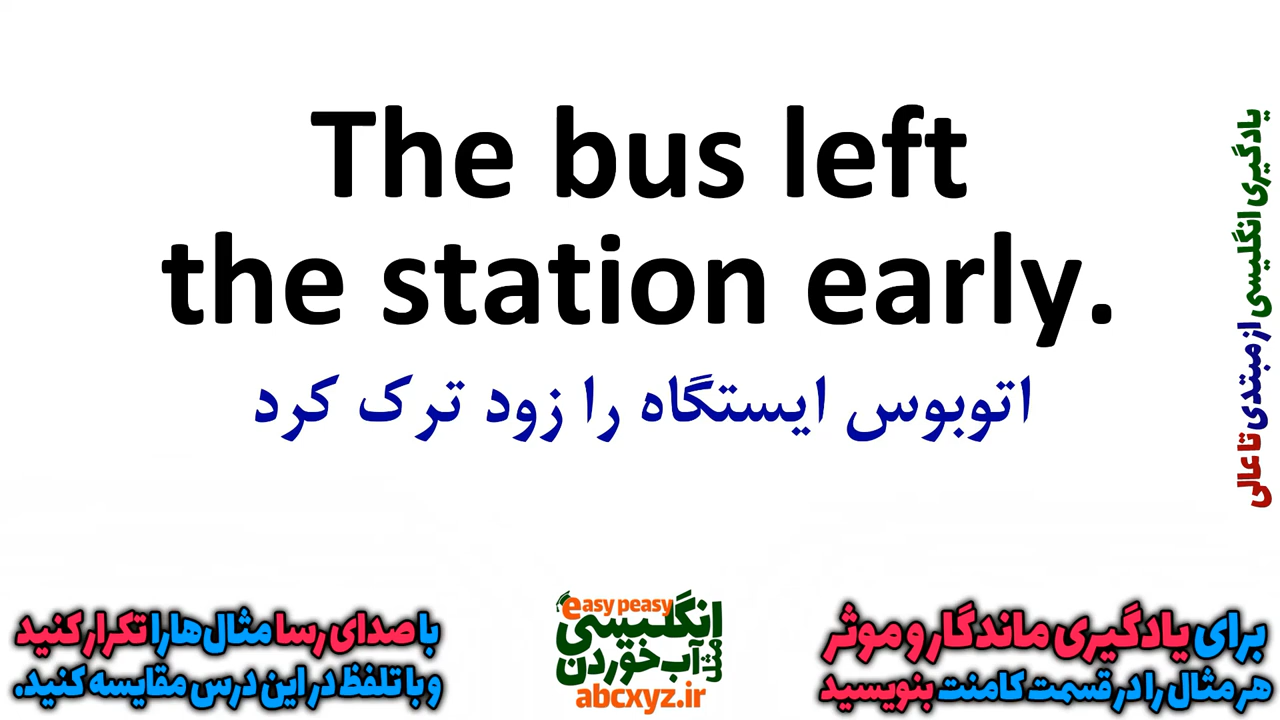 The bus left
the station early.
اتوبوس ایستگاه را زود ترک کرد
یادگیری انگلیسی از مبتدی تا عالی
با صدای رسا مثال‌ها را تکرار کنید
و با تلفظ در این درس مقایسه کنید.
easy peasy
انگلیسی
مثل
آب خوردن
abcxyz.ir
برای یادگیری ماندگار و موثر
هر مثال را در قسمت کامنت بنویسید